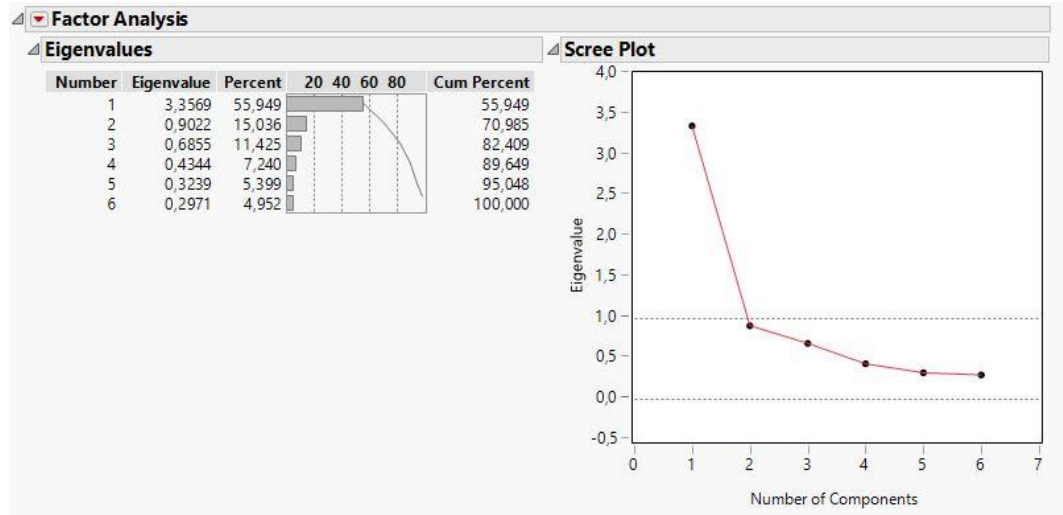 Factor Analysis
Eigenvalues
Number Eigenvalue Percent 20 40 60 80 Cum Percent
1 3,3569 55,949 55,949
2 0,9022 15,036 70,985
3 0,6855 11,425 82,409
4 0,4344 7,240 89,649
5 0,3239 5,399 95,048
6 0,2971 4,952 100,000
Scree Plot
4,0
3,5
3,0
2,5
2,0
1,5
1,0
0,5
0,0
-0,5
Eigenvalue
0 1 2 3 4 5 6 7
Number of Components